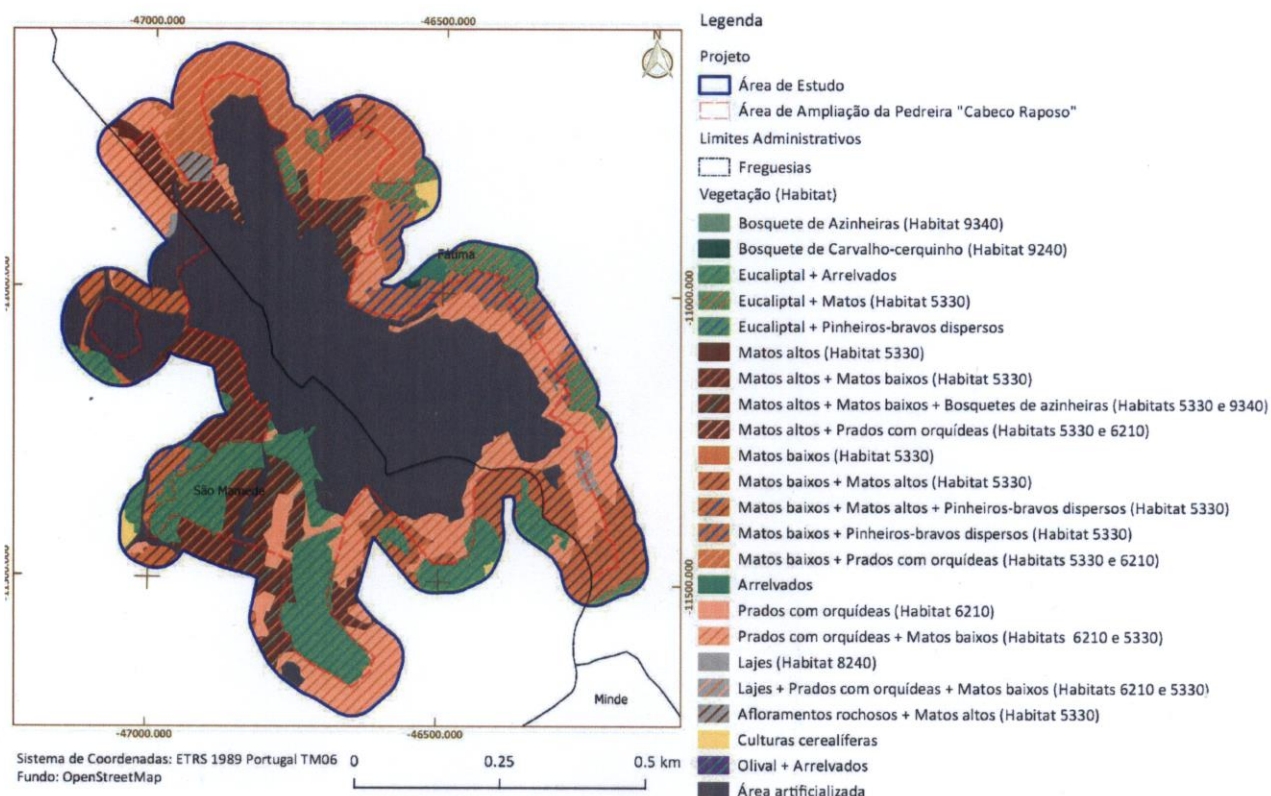 -47000.000
-46500.000
N
-11000.000
-11000.000
Fátima
São Mamede
-11500.000
-11500.000
Minde
-47000.000
-46500.000
Sistema de Coordenadas: ETRS 1989 Portugal TM06
Fundo: OpenStreetMap
0 0.25 0.5 km
Legenda
Projeto
Área de Estudo
Área de Ampliação da Pedreira "Cabeco Raposo"
Limites Administrativos
Freguesias
Vegetação (Habitat)
Bosquete de Azinheiras (Habitat 9340)
Bosquete de Carvalho-cerquinho (Habitat 9240)
Eucaliptal + Arrelvados
Eucaliptal + Matos (Habitat 5330)
Eucaliptal + Pinheiros-bravos dispersos
Matos altos (Habitat 5330)
Matos altos + Matos baixos (Habitat 5330)
Matos altos + Matos baixos + Bosquetes de azinheiras (Habitats 5330 e 9340)
Matos altos + Prados com orquídeas (Habitats 5330 e 6210)
Matos baixos (Habitat 5330)
Matos baixos + Matos altos (Habitat 5330)
Matos baixos + Matos altos + Pinheiros-bravos dispersos (Habitat 5330)
Matos baixos + Pinheiros-bravos dispersos (Habitat 5330)
Matos baixos + Prados com orquídeas (Habitats 5330 e 6210)
Arrelvados
Prados com orquídeas (Habitat 6210)
Prados com orquídeas + Matos baixos (Habitats 6210 e 5330)
Lajes (Habitat 8240)
Lajes + Prados com orquídeas + Matos baixos (Habitats 6210 e 5330)
Afloramentos rochosos + Matos altos (Habitat 5330)
Culturas cerealíferas
Olival + Arrelvados
Área artificializada